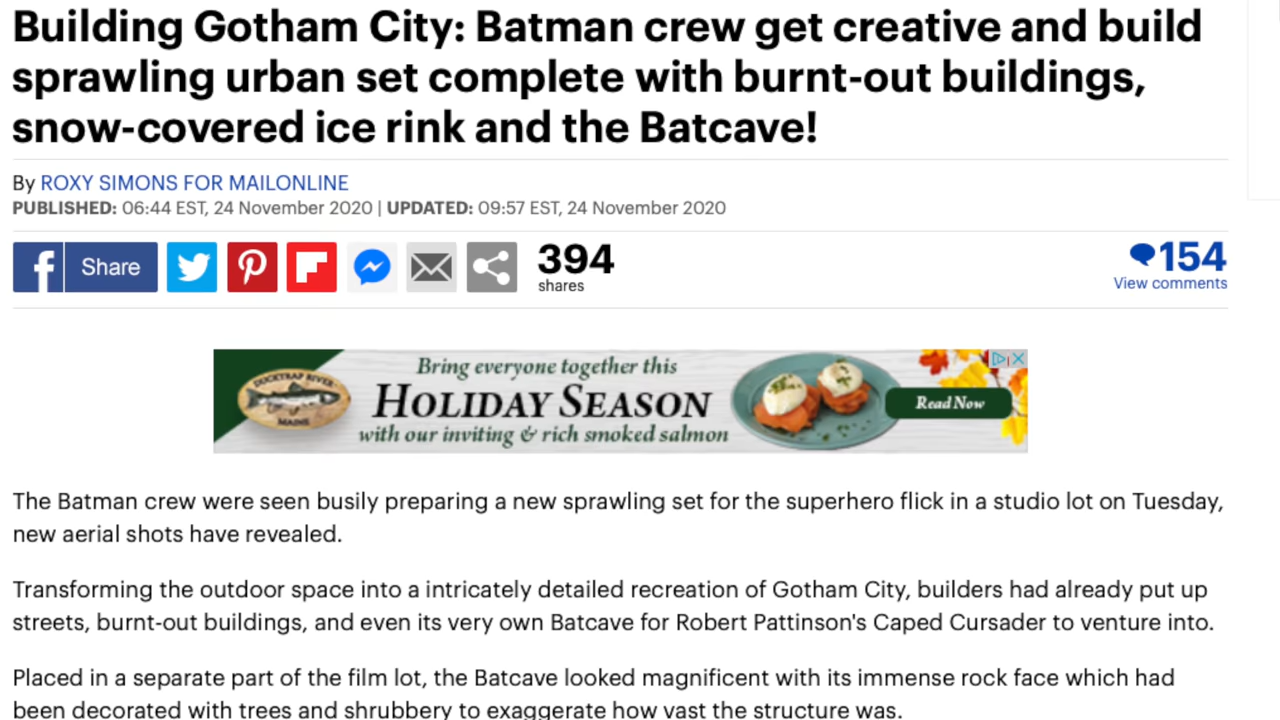 Building Gotham City: Batman crew get creative and build
sprawling urban set complete with burnt-out buildings,
snow-covered ice rink and the Batcave!
By ROXY SIMONS FOR MAILONLINE
PUBLISHED: 06:44 EST, 24 November 2020 | UPDATED: 09:57 EST, 24 November 2020
Share
394
shares
154
View comments
DUCKTRAP RIVER
MAINE
Bring everyone together this
HOLIDAY SEASON
with our inviting & rich smoked salmon
Read Now
The Batman crew were seen busily preparing a new sprawling set for the superhero flick in a studio lot on Tuesday,
new aerial shots have revealed.
Transforming the outdoor space into a intricately detailed recreation of Gotham City, builders had already put up
streets, burnt-out buildings, and even its very own Batcave for Robert Pattinson's Caped Cursader to venture into.
Placed in a separate part of the film lot, the Batcave looked magnificent with its immense rock face which had
been decorated with trees and shrubbery to exaggerate how vast the structure was.